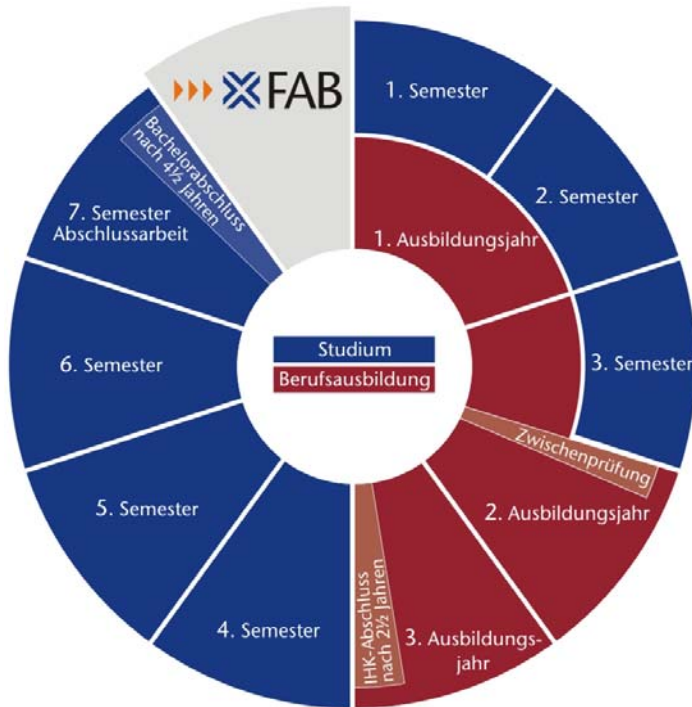 FAB
1. Semester
2. Semester
3. Semester
1. Ausbildungsjahr
Zwischenprüfung
2. Ausbildungsjahr
3. Ausbildungs-
jahr
IHK-Abschluss
nach 2½ Jahren
4. Semester
5. Semester
6. Semester
7. Semester
Abschlussarbeit
Bachelorabschluss
nach 4½ Jahren
Studium
Berufsausbildung